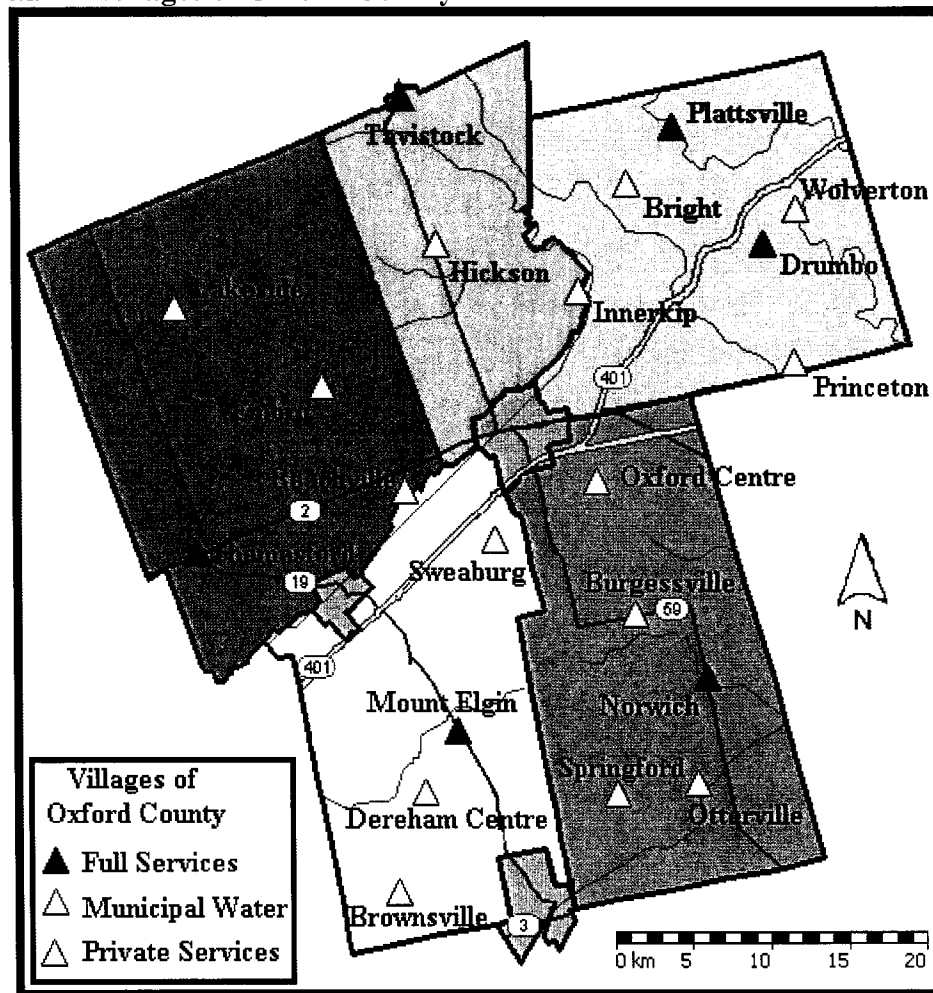 Tavistock
Plattsville
Wolverton
Bright
Drumbo
Hickson
Innerkip
Princeton
401
Oxford Centre
2
Sweaburg
Burgessville
19
59
N
401
Mount Elgin
Norwich
Springford
Otterville
Dereham Centre
Brownsville
3
Villages of
Oxford County
Full Services
Municipal Water
Private Services
0 km 5 10 15 20